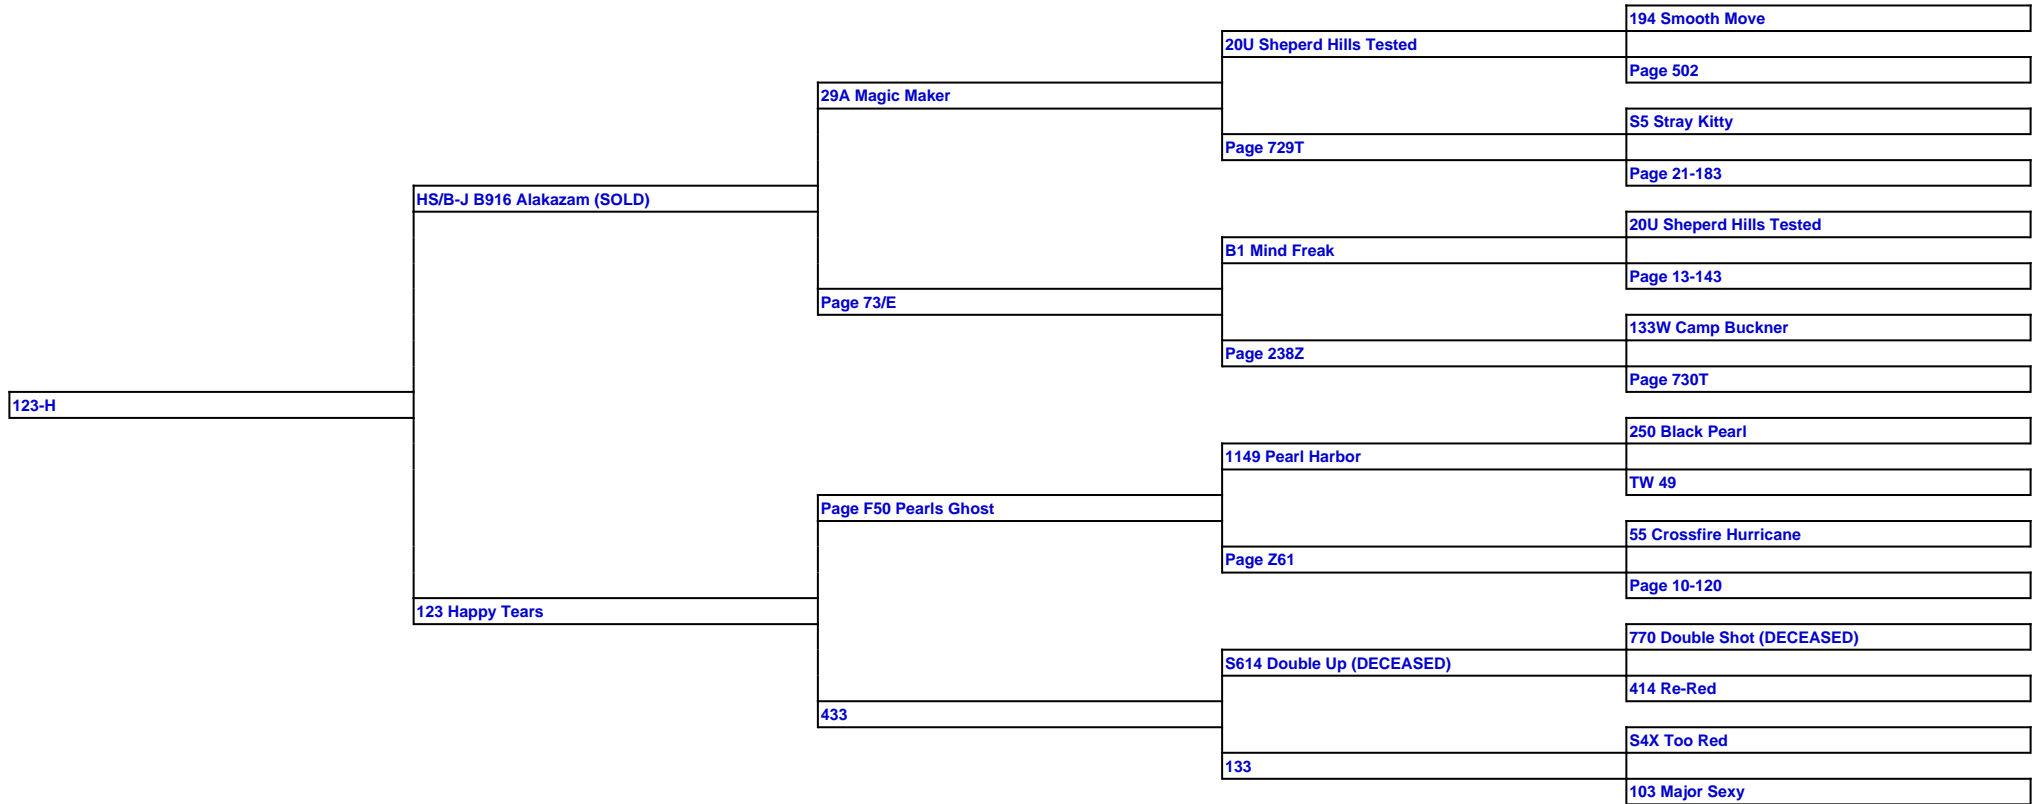 194 Smooth Move
20U Sheperd Hills Tested
Page 502
29A Magic Maker
S5 Stray Kitty
Page 729T
Page 21-183
HS/B-J B916 Alakazam (SOLD)
20U Sheperd Hills Tested
B1 Mind Freak
Page 13-143
Page 73/E
133W Camp Buckner
Page 238Z
Page 730T
123-H
250 Black Pearl
1149 Pearl Harbor
TW 49
Page F50 Pearls Ghost
55 Crossfire Hurricane
Page Z61
Page 10-120
123 Happy Tears
770 Double Shot (DECEASED)
S614 Double Up (DECEASED)
414 Re-Red
433
S4X Too Red
133
103 Major Sexy